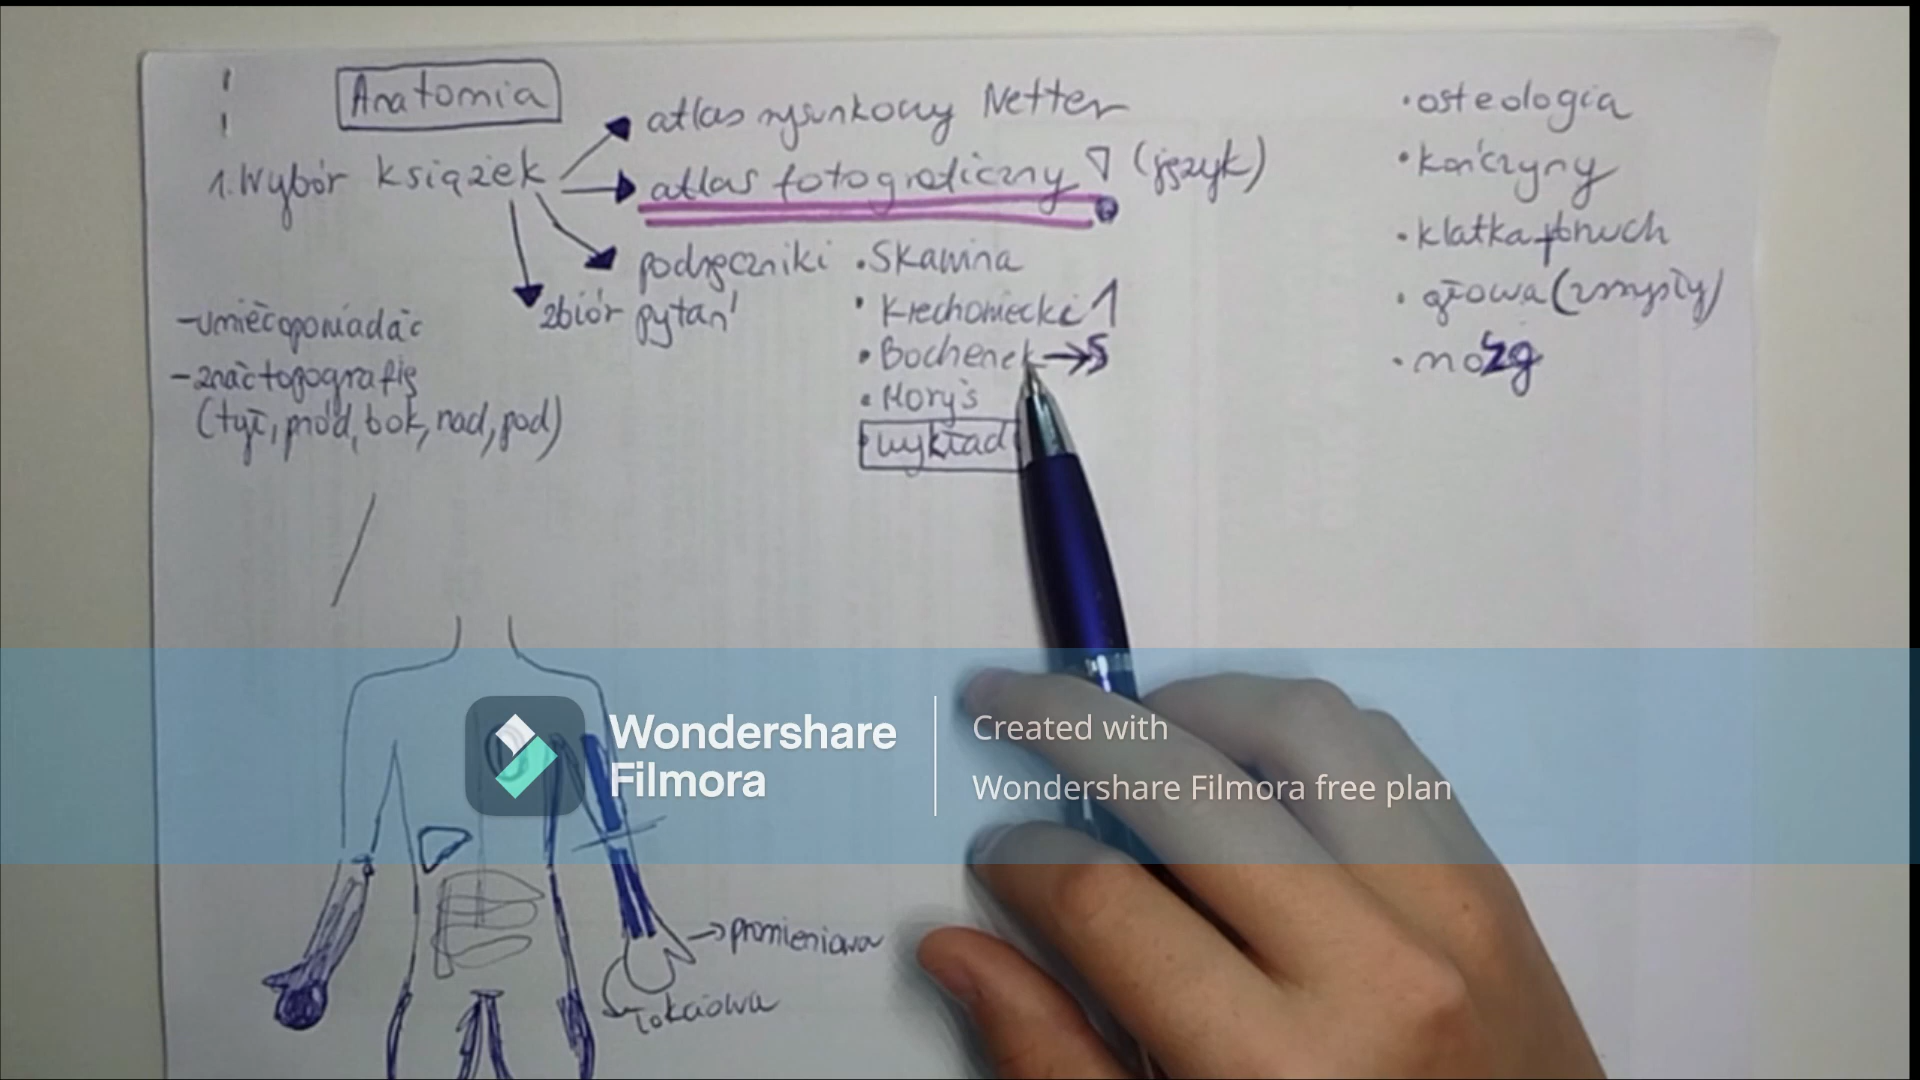 Anatomia
1. Wybór książek
atlas rysunkowy Netter
atlas fotograficzny (język)
podręczniki
• Skawina
• Krechowiecki 1
• Bochenek → 5
• Moryś
• wykład
zbiór pytań
- umieć opowiadać
- znać topografię
(tył, przód, bok, nad, pod)
• osteologia
• kończyny
• klatka + brzuch
• głowa (zmysły)
• mózg
→ promieniowa
łokciowa
Wondershare
Filmora
Created with
Wondershare Filmora free plan